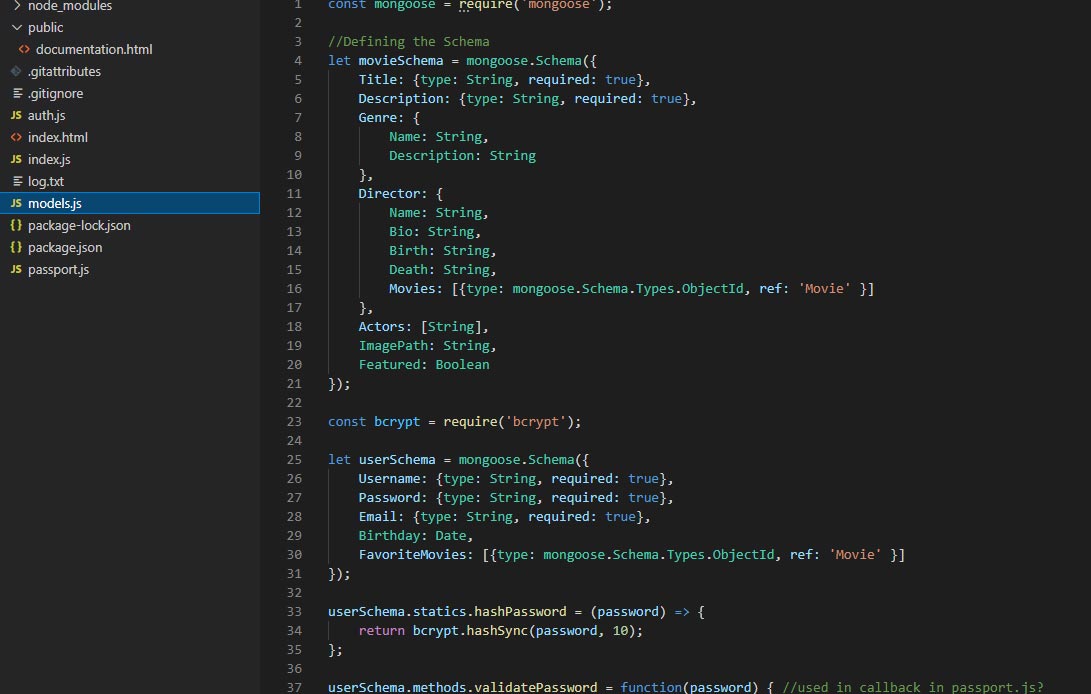 node_modules
public
documentation.html
.gitattributes
.gitignore
JS auth.js
index.html
JS index.js
log.txt
JS models.js
{} package-lock.json
{} package.json
JS passport.js
1 const mongoose = require('mongoose');
2
3 //Defining the Schema
4 let movieSchema = mongoose.Schema({
5 Title: {type: String, required: true},
6 Description: {type: String, required: true},
7 Genre: {
8 Name: String,
9 Description: String
10 },
11 Director: {
12 Name: String,
13 Bio: String,
14 Birth: String,
15 Death: String,
16 Movies: [{type: mongoose.Schema.Types.ObjectId, ref: 'Movie' }]
17 },
18 Actors: [String],
19 ImagePath: String,
20 Featured: Boolean
21 });
22
23 const bcrypt = require('bcrypt');
24
25 let userSchema = mongoose.Schema({
26 Username: {type: String, required: true},
27 Password: {type: String, required: true},
28 Email: {type: String, required: true},
29 Birthday: Date,
30 FavoriteMovies: [{type: mongoose.Schema.Types.ObjectId, ref: 'Movie' }]
31 });
32
33 userSchema.statics.hashPassword = (password) => {
34 return bcrypt.hashSync(password, 10);
35 };
36
37 userSchema.methods.validatePassword = function(password) { //used in callback in passport.js?